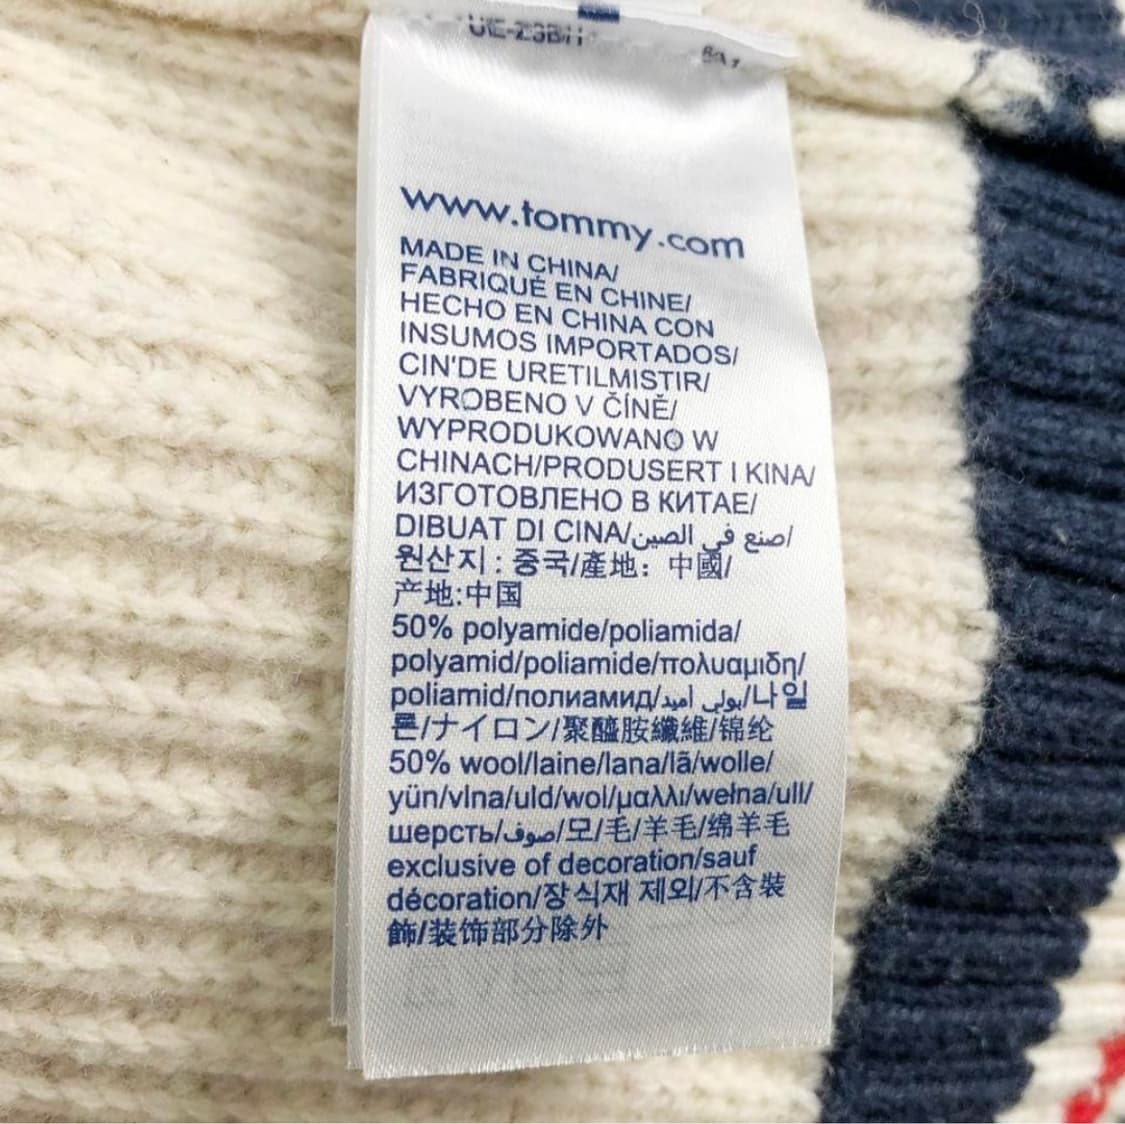 www.tommy.com
MADE IN CHINA/
FABRIQUÉ EN CHINE/
HECHO EN CHINA CON
INSUMOS IMPORTADOS/
CIN'DE URETILMISTIR/
VYROBENO V ČÍNĚ/
WYPRODUKOWANO W
CHINACH/PRODUSERT I KINA/
ИЗГОТОВЛЕНО В КИТАЕ/
DIBUAT DI CINA/صنع في الصين/
원산지 : 중국/產地: 中國/
产地:中国
50% polyamide/poliamida/
polyamid/poliamide/πολυαμιδη/
poliamid/полиамид/بولي أميد/나일
론/ナイロン/聚醯胺纖維/锦纶
50% wool/laine/lana/lã/wolle/
yün/vlna/uld/wol/μαλλι/wełna/ull/
шерсть/صوف/모/毛/羊毛/绵羊毛
exclusive of decoration/sauf
décoration/장식재 제외/不含裝
飾/装饰部分除外